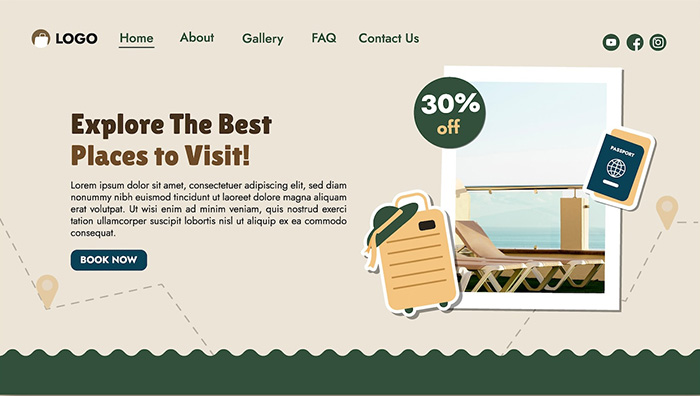 LOGO
Home
About
Gallery
FAQ
Contact Us
30%
off
Explore The Best
Places to Visit!
PASSPORT
Lorem ipsum dolor sit amet, consectetuer adipiscing elit, sed diam
nonummy nibh euismod tincidunt ut laoreet dolore magna aliquam
erat volutpat. Ut wisi enim ad minim veniam, quis nostrud exerci
tation ullamcorper suscipit lobortis nisl ut aliquip ex ea commodo
consequat.
BOOK NOW